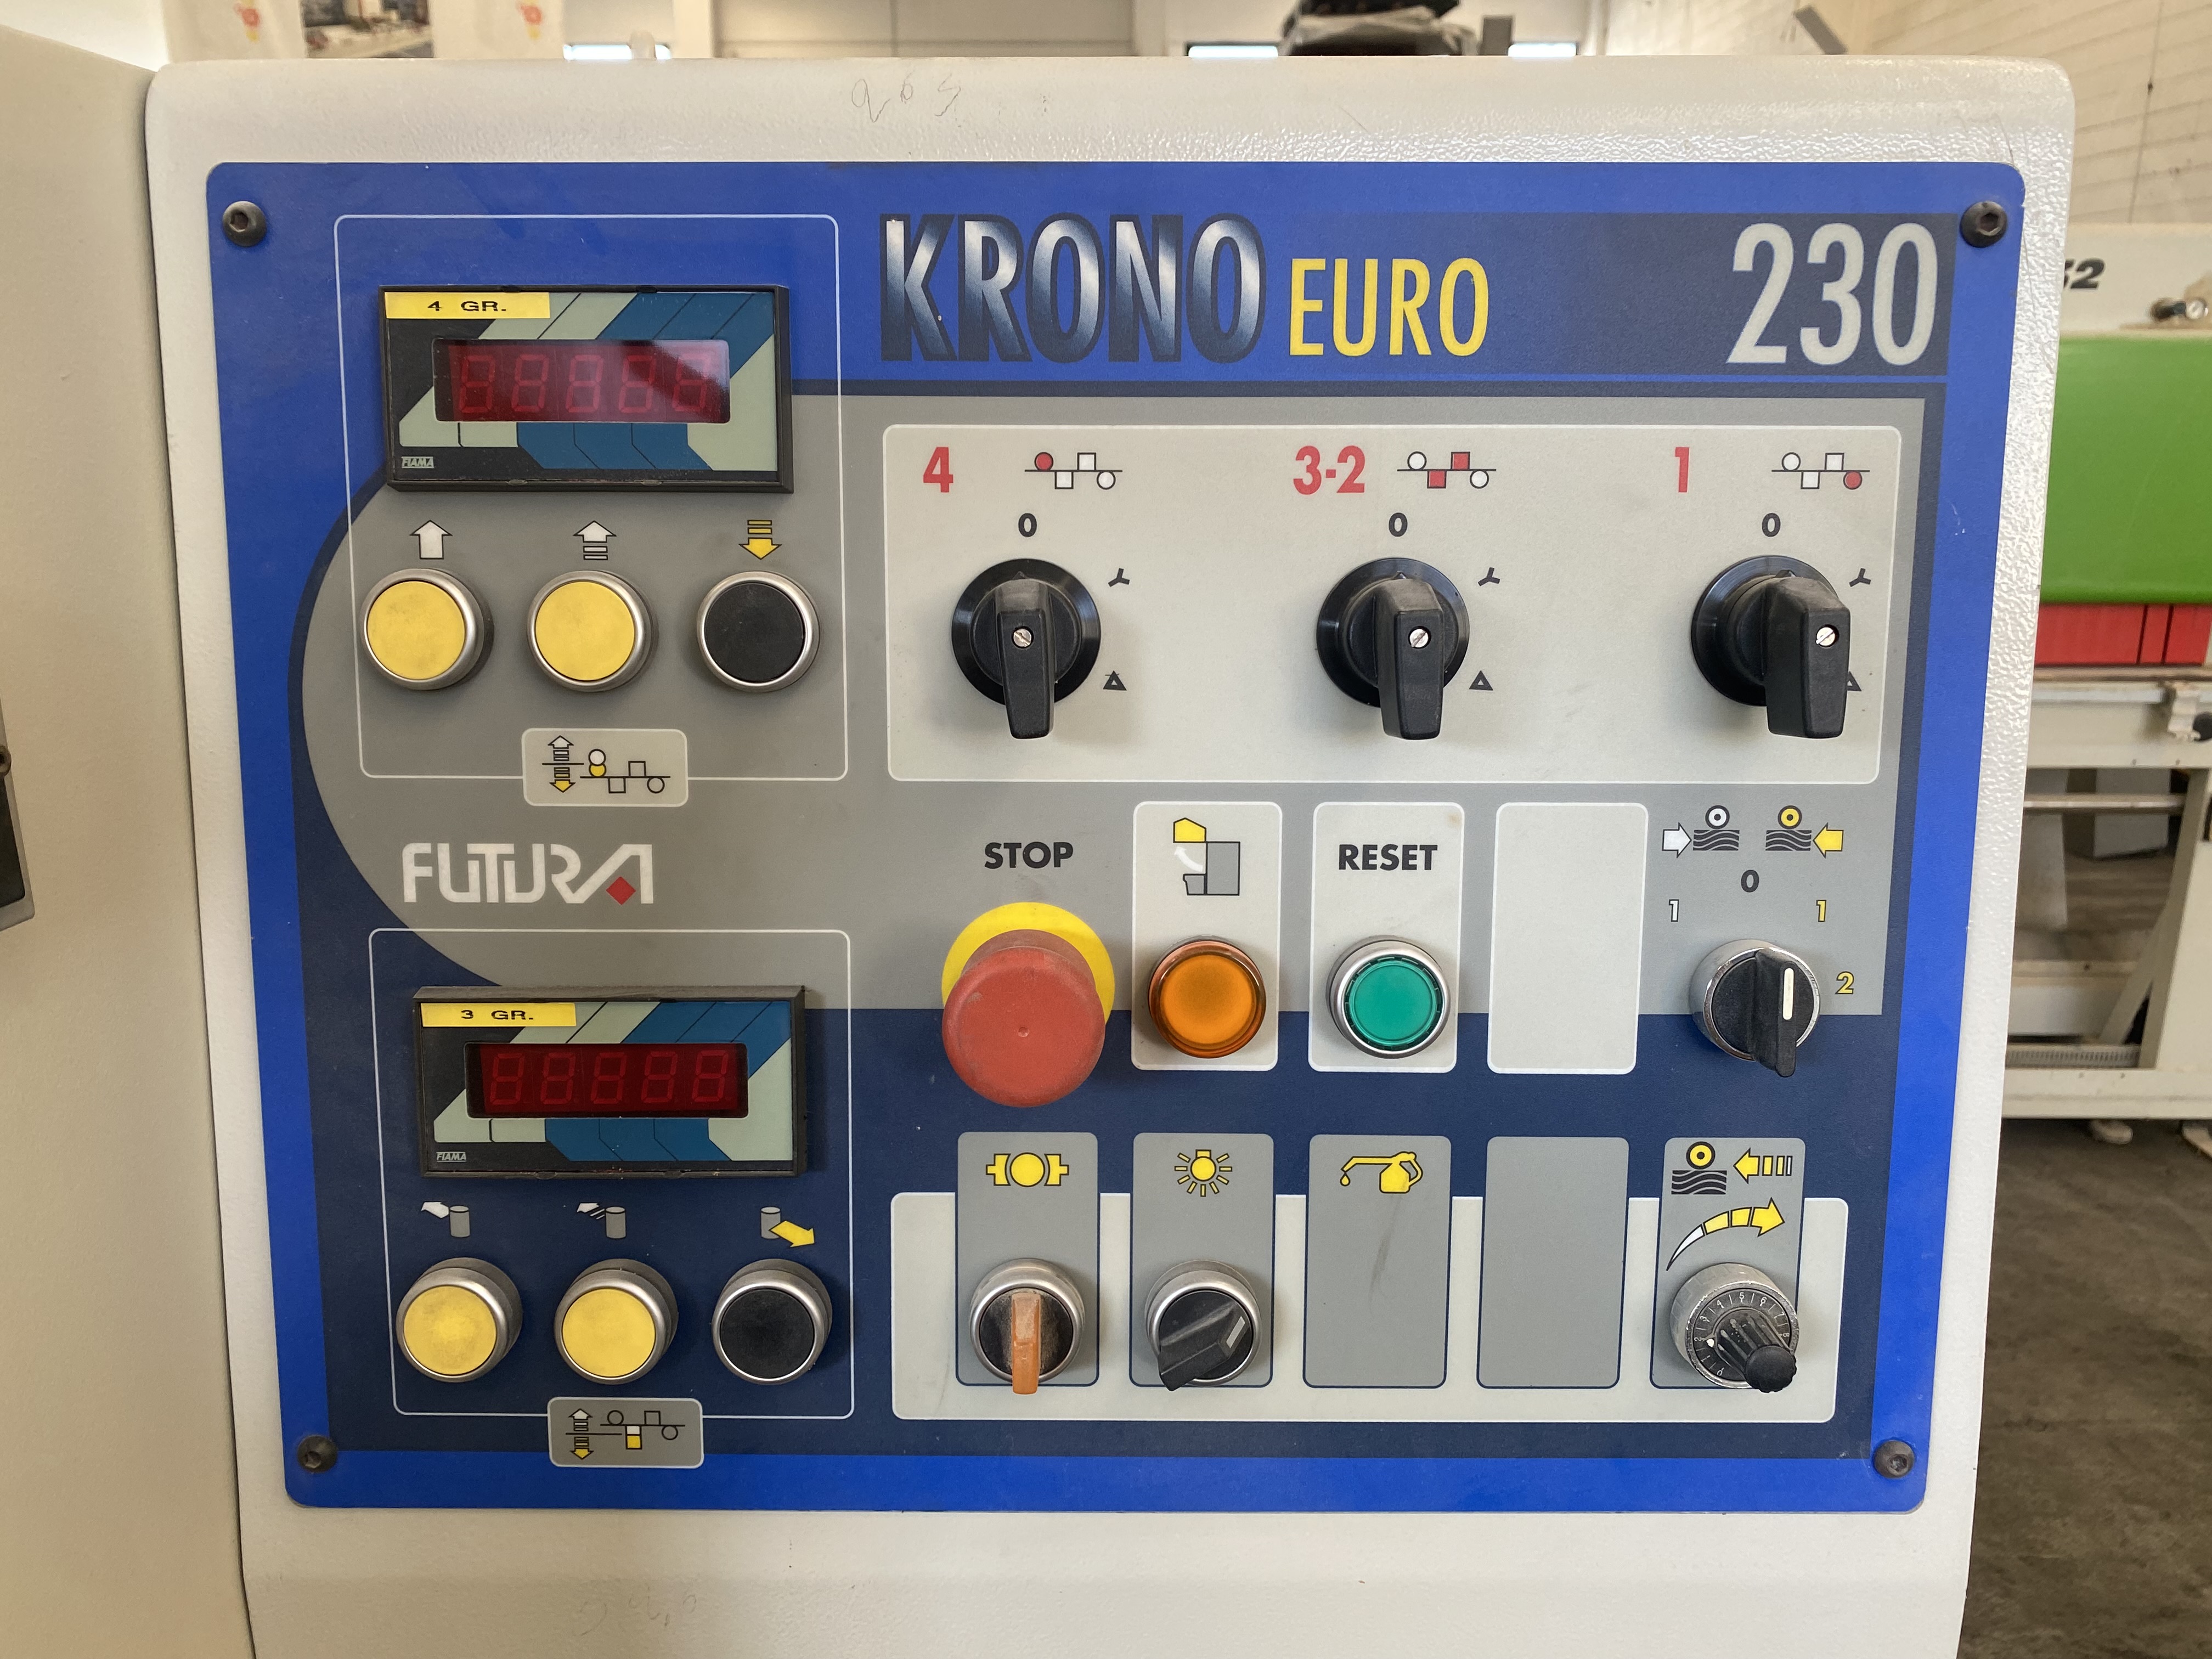 KRONO EURO 230
4 GR.
FIAMA
4 3-2 1
0 0 0
FUTURA
STOP
RESET
0
1 1
2
3 GR.
FIAMA